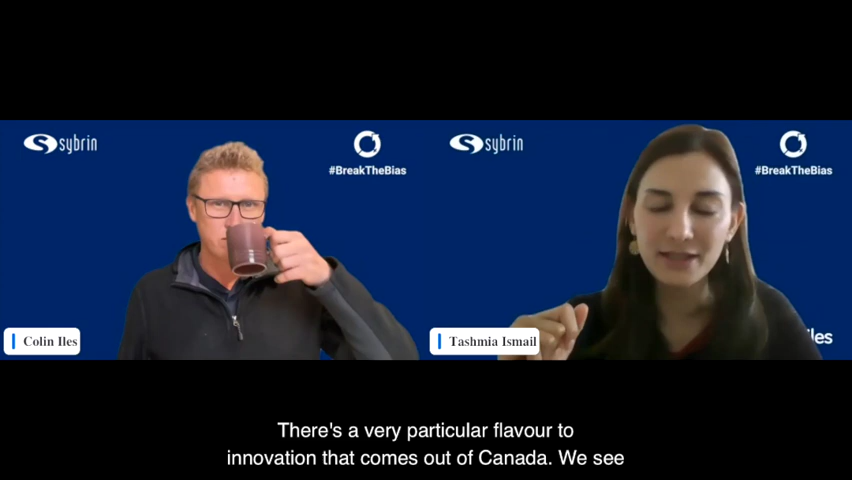 sybrin
#BreakTheBias
sybrin
#BreakTheBias
Colin Iles
Tashmia Ismail
les
There's a very particular flavour to
innovation that comes out of Canada. We see